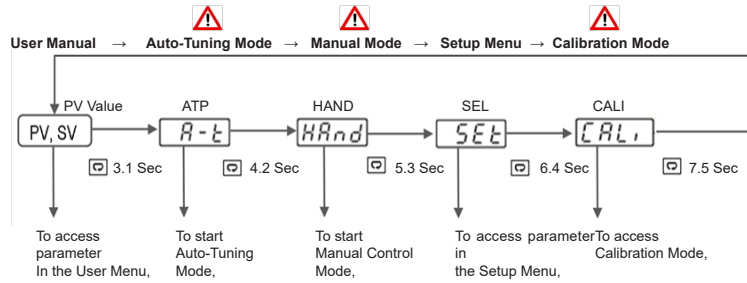 User Manual → Auto-Tuning Mode → Manual Mode → Setup Menu → Calibration Mode
PV Value ATP HAND SEL CALI
PV, SV A-t HAnd SEt CALi
3.1 Sec 4.2 Sec 5.3 Sec 6.4 Sec 7.5 Sec
To access To start To start To access parameterTo access
parameter Auto-Tuning Manual Control in Calibration Mode,
In the User Menu, Mode, Mode, the Setup Menu,